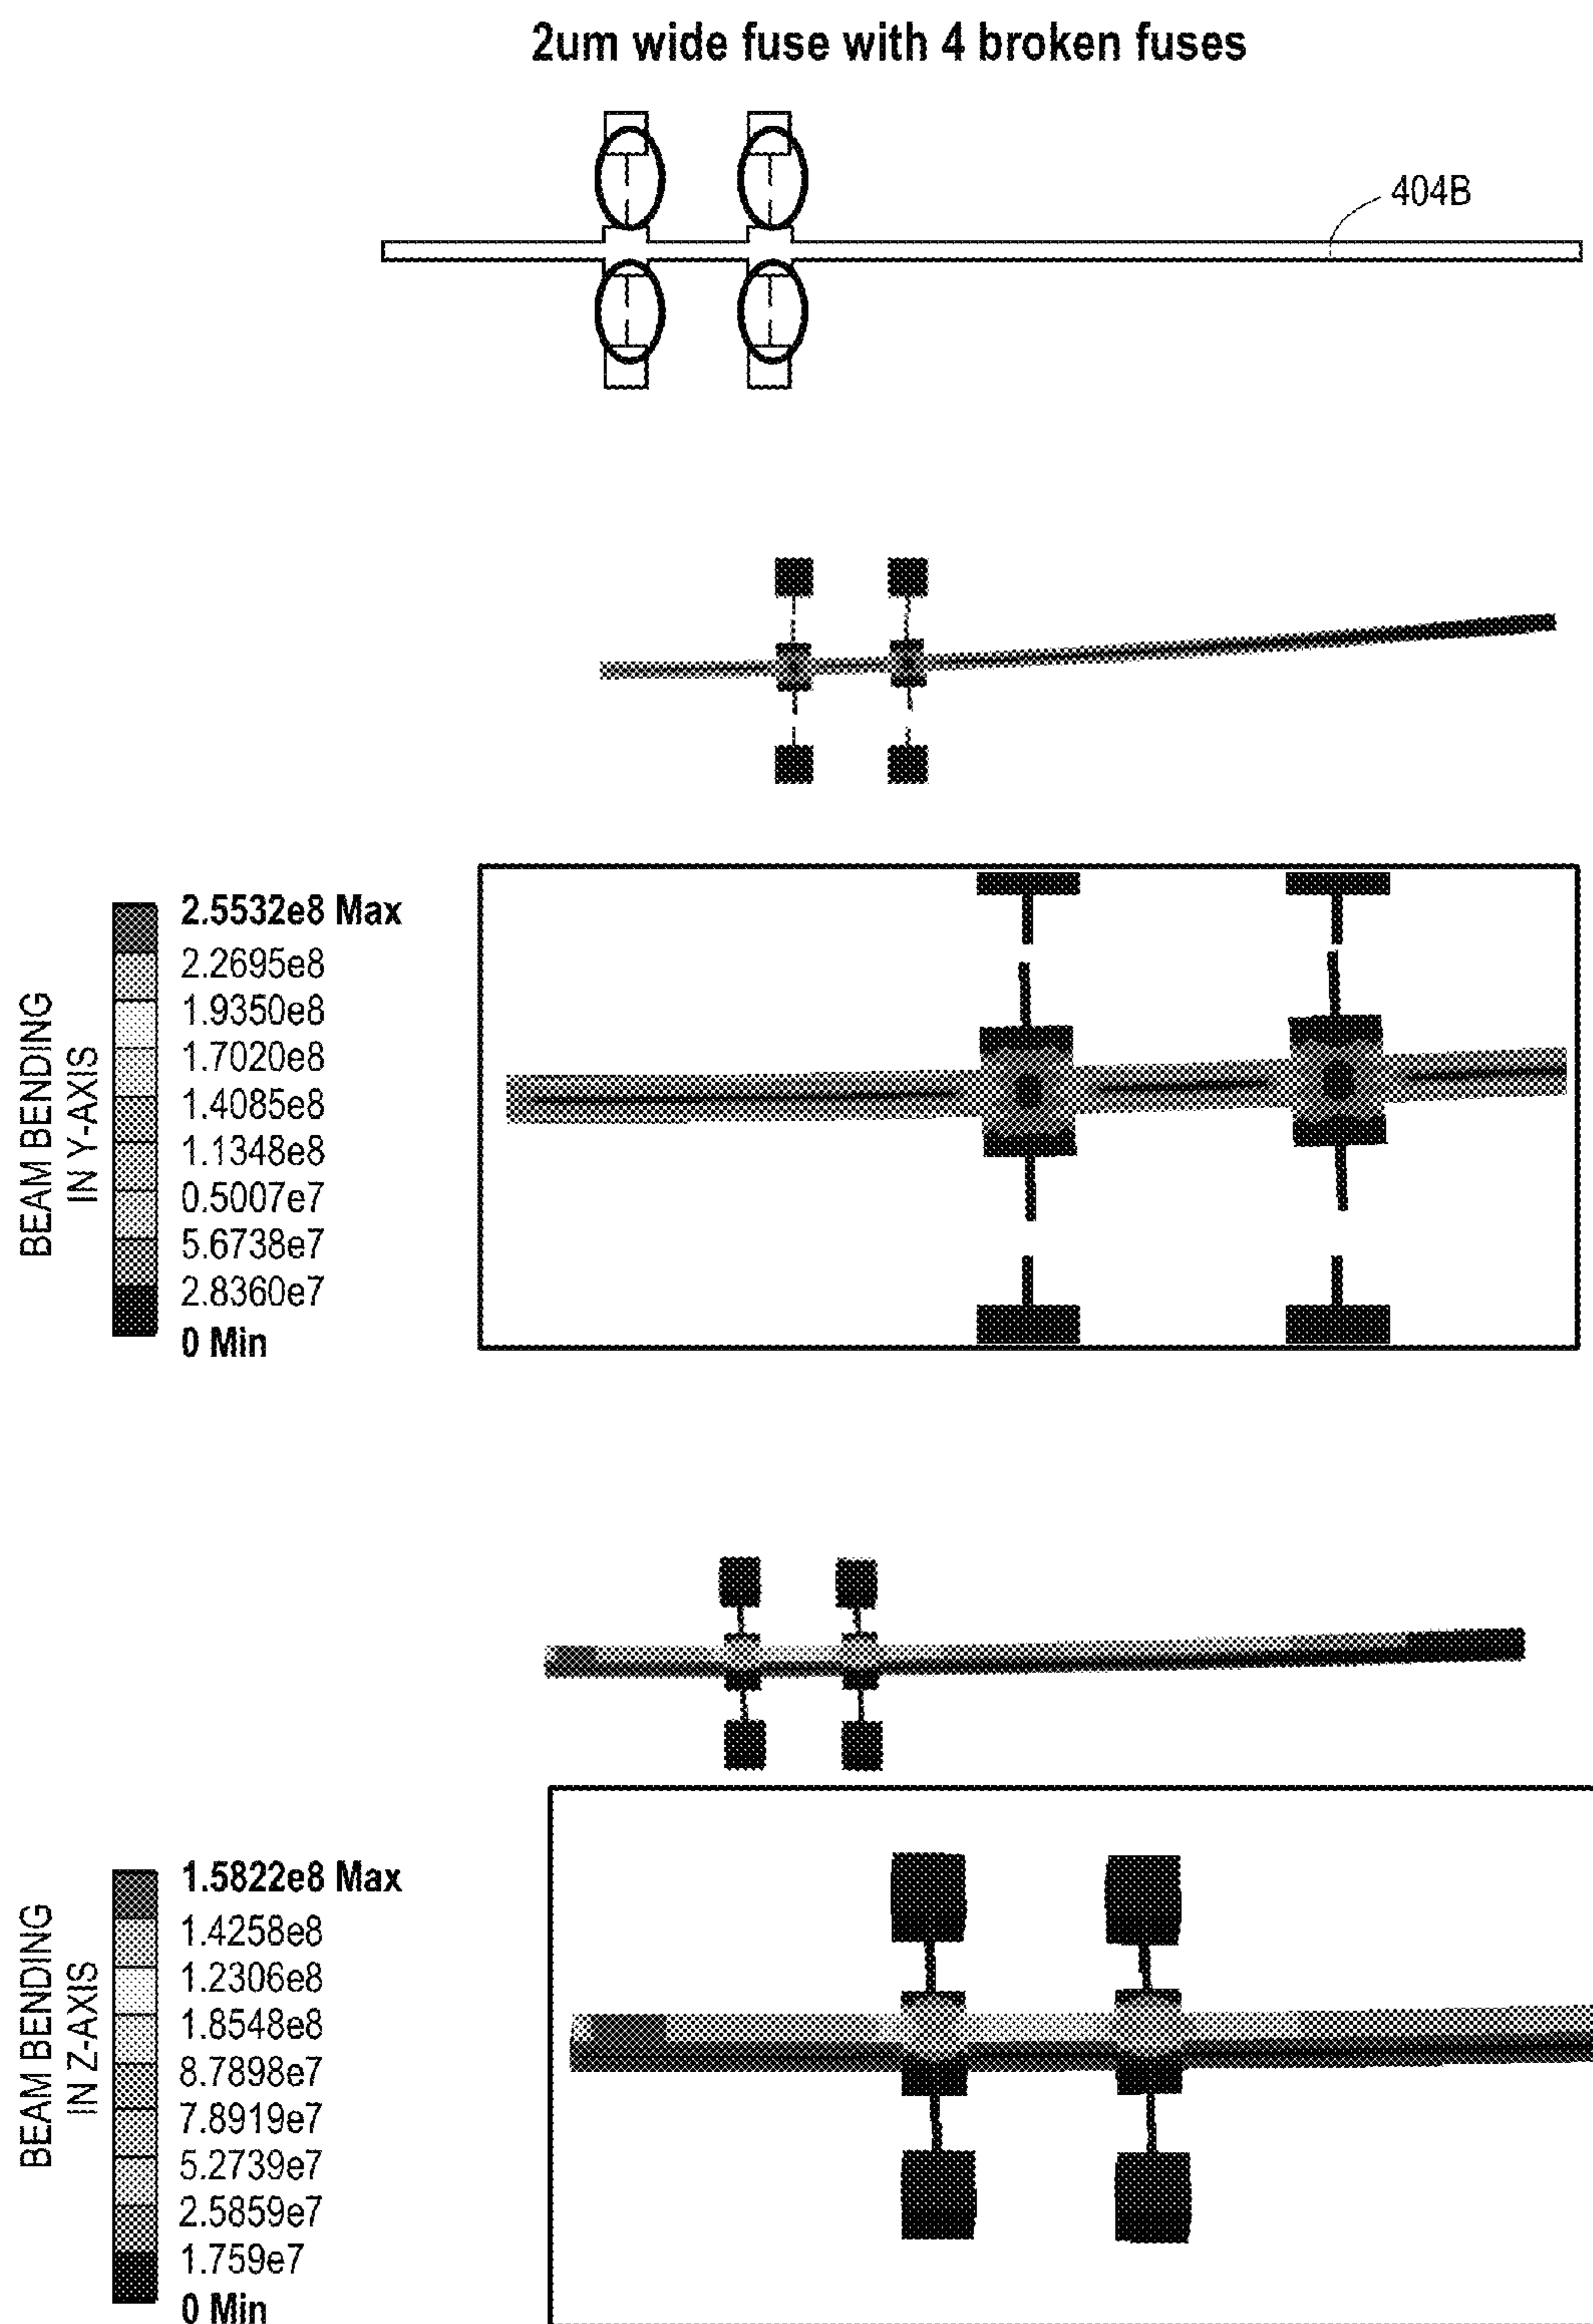 2um wide fuse with 4 broken fuses
404B
BEAM BENDING
IN Y-AXIS
2.5532e8 Max
2.2695e8
1.9350e8
1.7020e8
1.4085e8
1.1348e8
0.5007e7
5.6738e7
2.8360e7
0 Min
BEAM BENDING
IN Z-AXIS
1.5822e8 Max
1.4258e8
1.2306e8
1.8548e8
8.7898e7
7.8919e7
5.2739e7
2.5859e7
1.759e7
0 Min